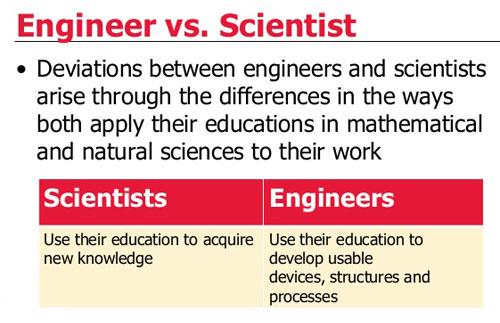 Engineer vs. Scientist
• Deviations between engineers and scientists
arise through the differences in the ways
both apply their educations in mathematical
and natural sciences to their work
Scientists
Engineers
Use their education to acquire
new knowledge
Use their education to
develop usable
devices, structures and
processes